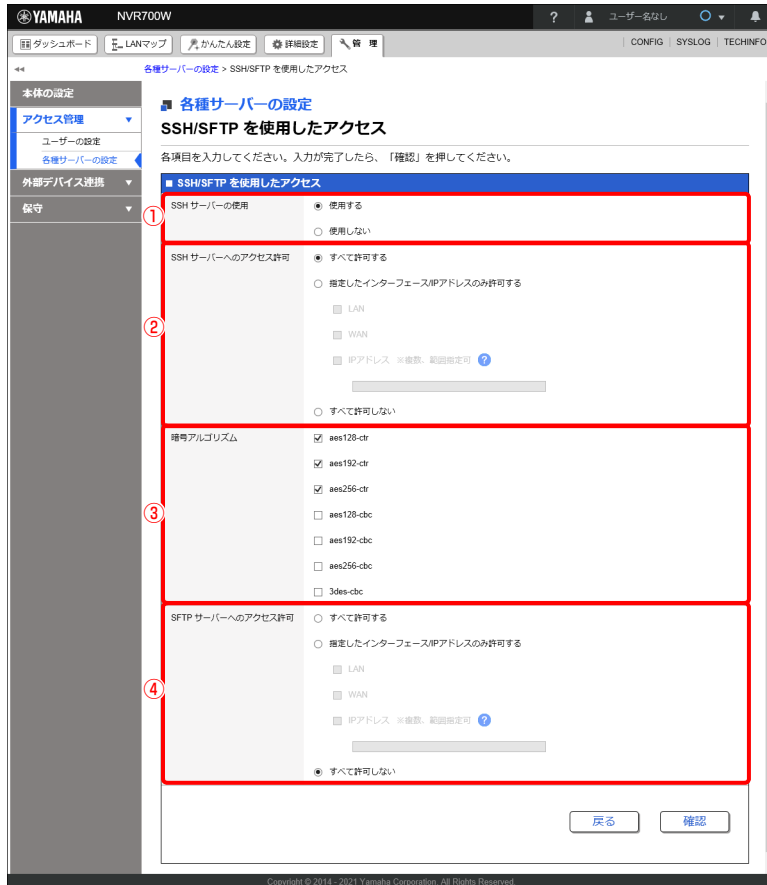 YAMAHA NVR700W ? ユーザー名なし
ダッシュボード LANマップ かんたん設定 詳細設定 管 理 CONFIG | SYSLOG | TECHINFO
◂◂ 各種サーバーの設定 > SSH/SFTP を使用したアクセス
本体の設定
アクセス管理 ▼
ユーザーの設定
各種サーバーの設定
外部デバイス連携 ▼
保守 ▼
各種サーバーの設定
SSH/SFTP を使用したアクセス
各項目を入力してください。入力が完了したら、「確認」を押してください。
■ SSH/SFTP を使用したアクセス
①
SSH サーバーの使用 使用する
使用しない
②
SSH サーバーへのアクセス許可 すべて許可する
指定したインターフェース/IPアドレスのみ許可する
LAN
WAN
IPアドレス ※複数、範囲指定可 ?
すべて許可しない
③
暗号アルゴリズム aes128-ctr
aes192-ctr
aes256-ctr
aes128-cbc
aes192-cbc
aes256-cbc
3des-cbc
④
SFTP サーバーへのアクセス許可 すべて許可する
指定したインターフェース/IPアドレスのみ許可する
LAN
WAN
IPアドレス ※複数、範囲指定可 ?
すべて許可しない
戻る 確認
Copyright © 2014 - 2021 Yamaha Corporation. All Rights Reserved.